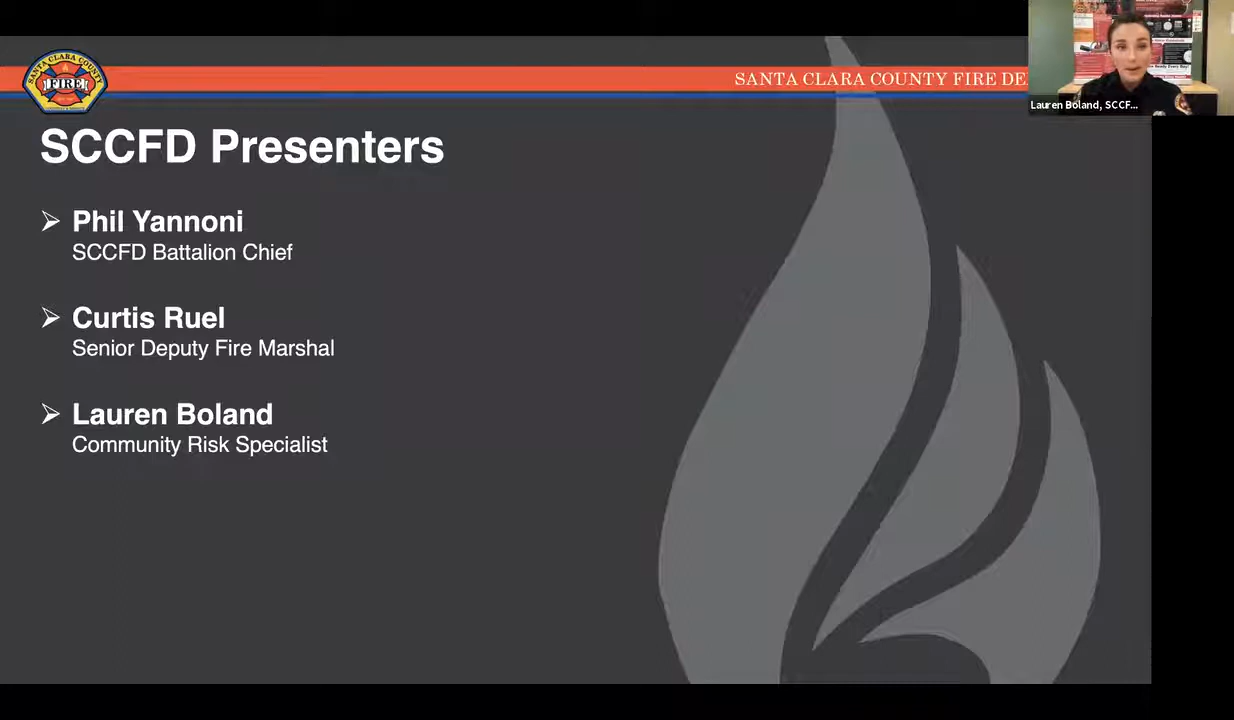 SANTA CLARA COUNTY
FIRE
SANTA CLARA COUNTY FIRE DE
Lauren Boland, SCCF...
SCCFD Presenters
Phil Yannoni
SCCFD Battalion Chief
Curtis Ruel
Senior Deputy Fire Marshal
Lauren Boland
Community Risk Specialist